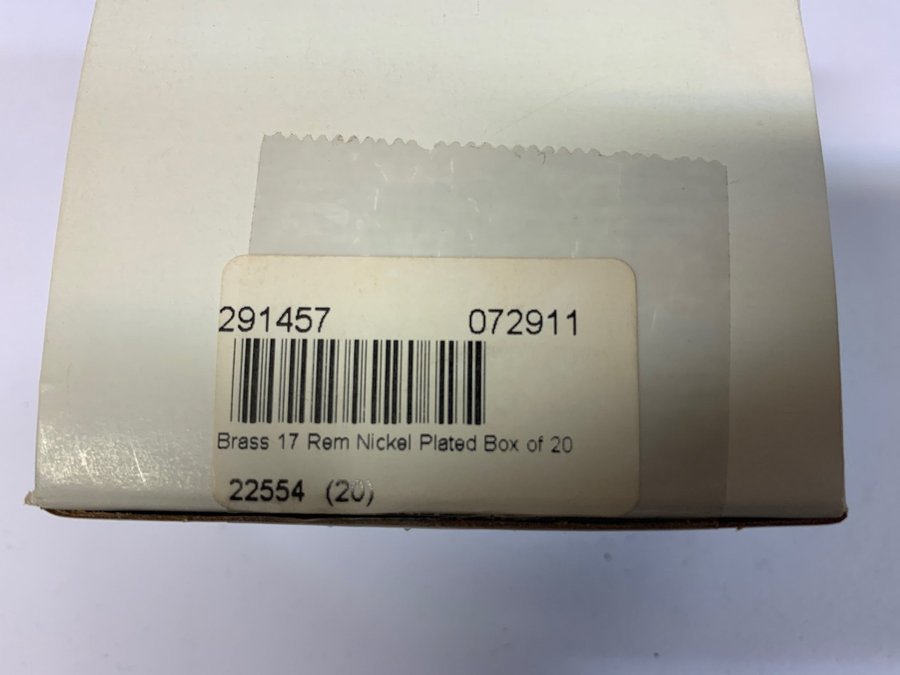 291457 072911
Brass 17 Rem Nickel Plated Box of 20
22554 (20)